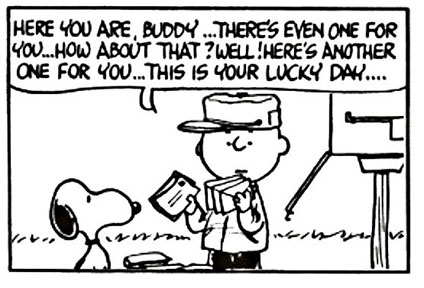 HERE YOU ARE, BUDDY...THERE'S EVEN ONE FOR
YOU...HOW ABOUT THAT? WELL! HERE'S ANOTHER
ONE FOR YOU...THIS IS YOUR LUCKY DAY....